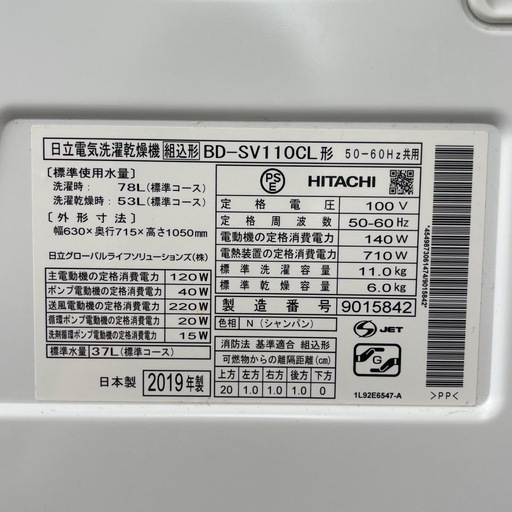 日立電気洗濯乾燥機 組込形 BD-SV110CL形 50-60Hz共用
[標準使用水量]
洗濯時: 78L(標準コース)
洗濯乾燥時: 53L(標準コース)
[外形寸法]
幅630×奥行715×高さ1050mm
日立グローバルライフソリューションズ(株)
主電動機の定格消費電力 120W
ポンプ電動機の定格消費電力 40W
送風電動機の定格消費電力 220W
循環ポンプ電動機の定格消費電力 20W
洗剤循環ポンプ電動機の定格消費電力 15W
標準水量 37L(標準コース)
日本製 2019年製
PSE HITACHI
定格電圧 100V
定格周波数 50-60Hz
電動機の定格消費電力 140W
電熱装置の定格消費電力 710W
標準洗濯容量 11.0kg
標準乾燥容量 6.0kg
製造番号 9015842
色相 N(シャンパン)
S JET
消防法 基準適合 組込形
可燃物からの離隔距離(cm)
上方 左方 右方 後方 下方
20 1.0 1.0 1.0 0
G
1L92E6547-A
>PP<